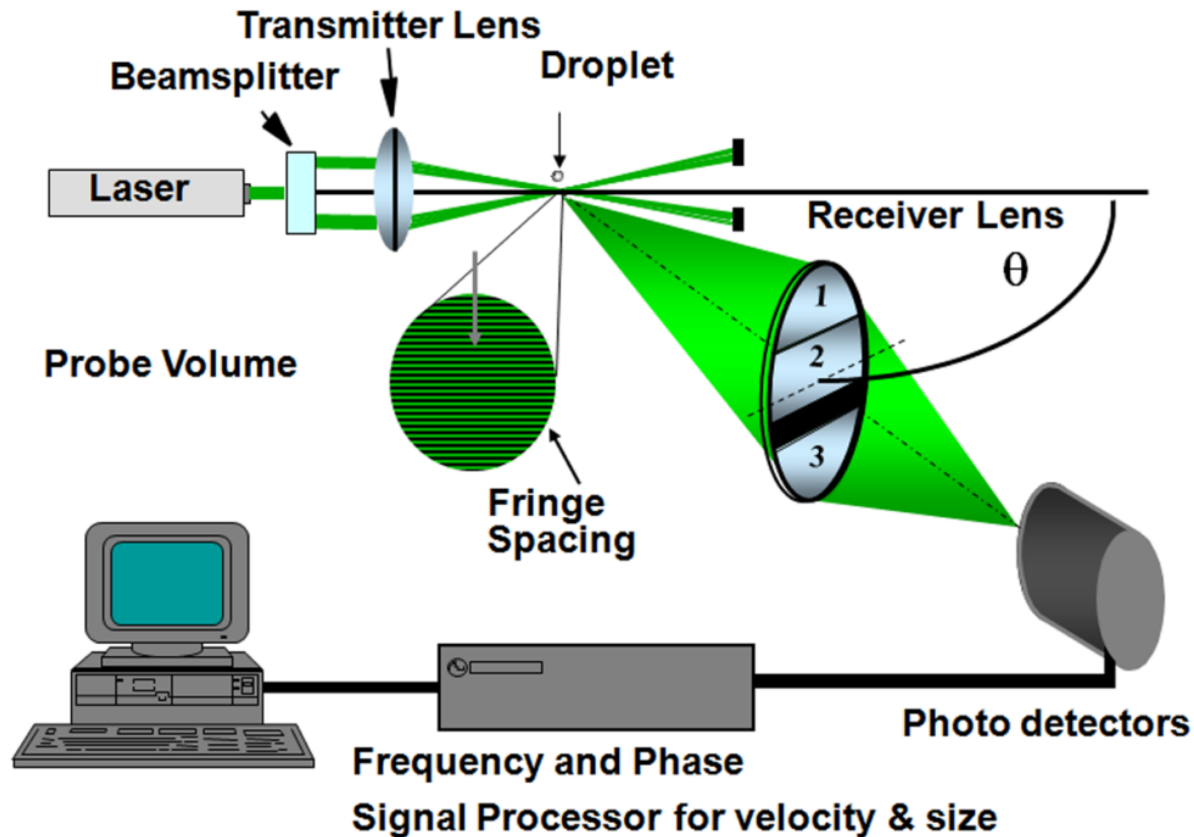 Transmitter Lens
Beamsplitter
Droplet
Laser
Receiver Lens
θ
1
2
3
Probe Volume
Fringe
Spacing
Photo detectors
Frequency and Phase
Signal Processor for velocity & size